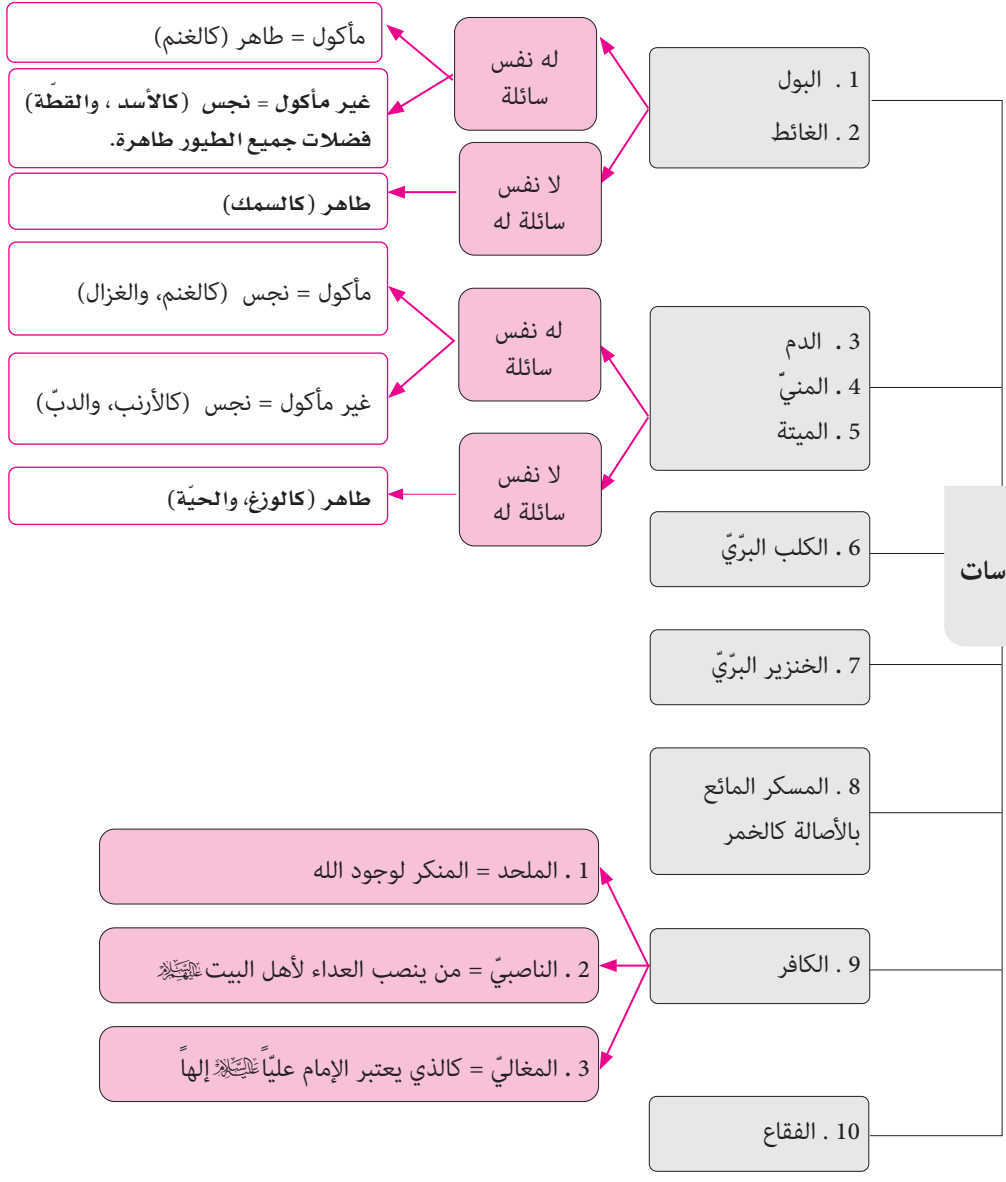 سات
1 . البول
2 . الغائط
له نفس
سائلة
مأكول = طاهر (كالغنم)
غير مأكول = نجس (كالأسد ، والقطّة)
فضلات جميع الطيور طاهرة.
لا نفس
سائلة له
طاهر (كالسمك)
3 . الدم
4 . المنيّ
5 . الميتة
له نفس
سائلة
مأكول = نجس (كالغنم، والغزال)
غير مأكول = نجس (كالأرنب، والدبّ)
لا نفس
سائلة له
طاهر (كالوزغ، والحيّة)
6 . الكلب البرّيّ
7 . الخنزير البرّيّ
8 . المسكر المائع
بالأصالة كالخمر
9 . الكافر
1 . الملحد = المنكر لوجود الله
2 . الناصبيّ = من ينصب العداء لأهل البيت عليهم السلام
3 . المغاليّ = كالذي يعتبر الإمام عليّاً عليه السلام إلهاً
10 . الفقاع